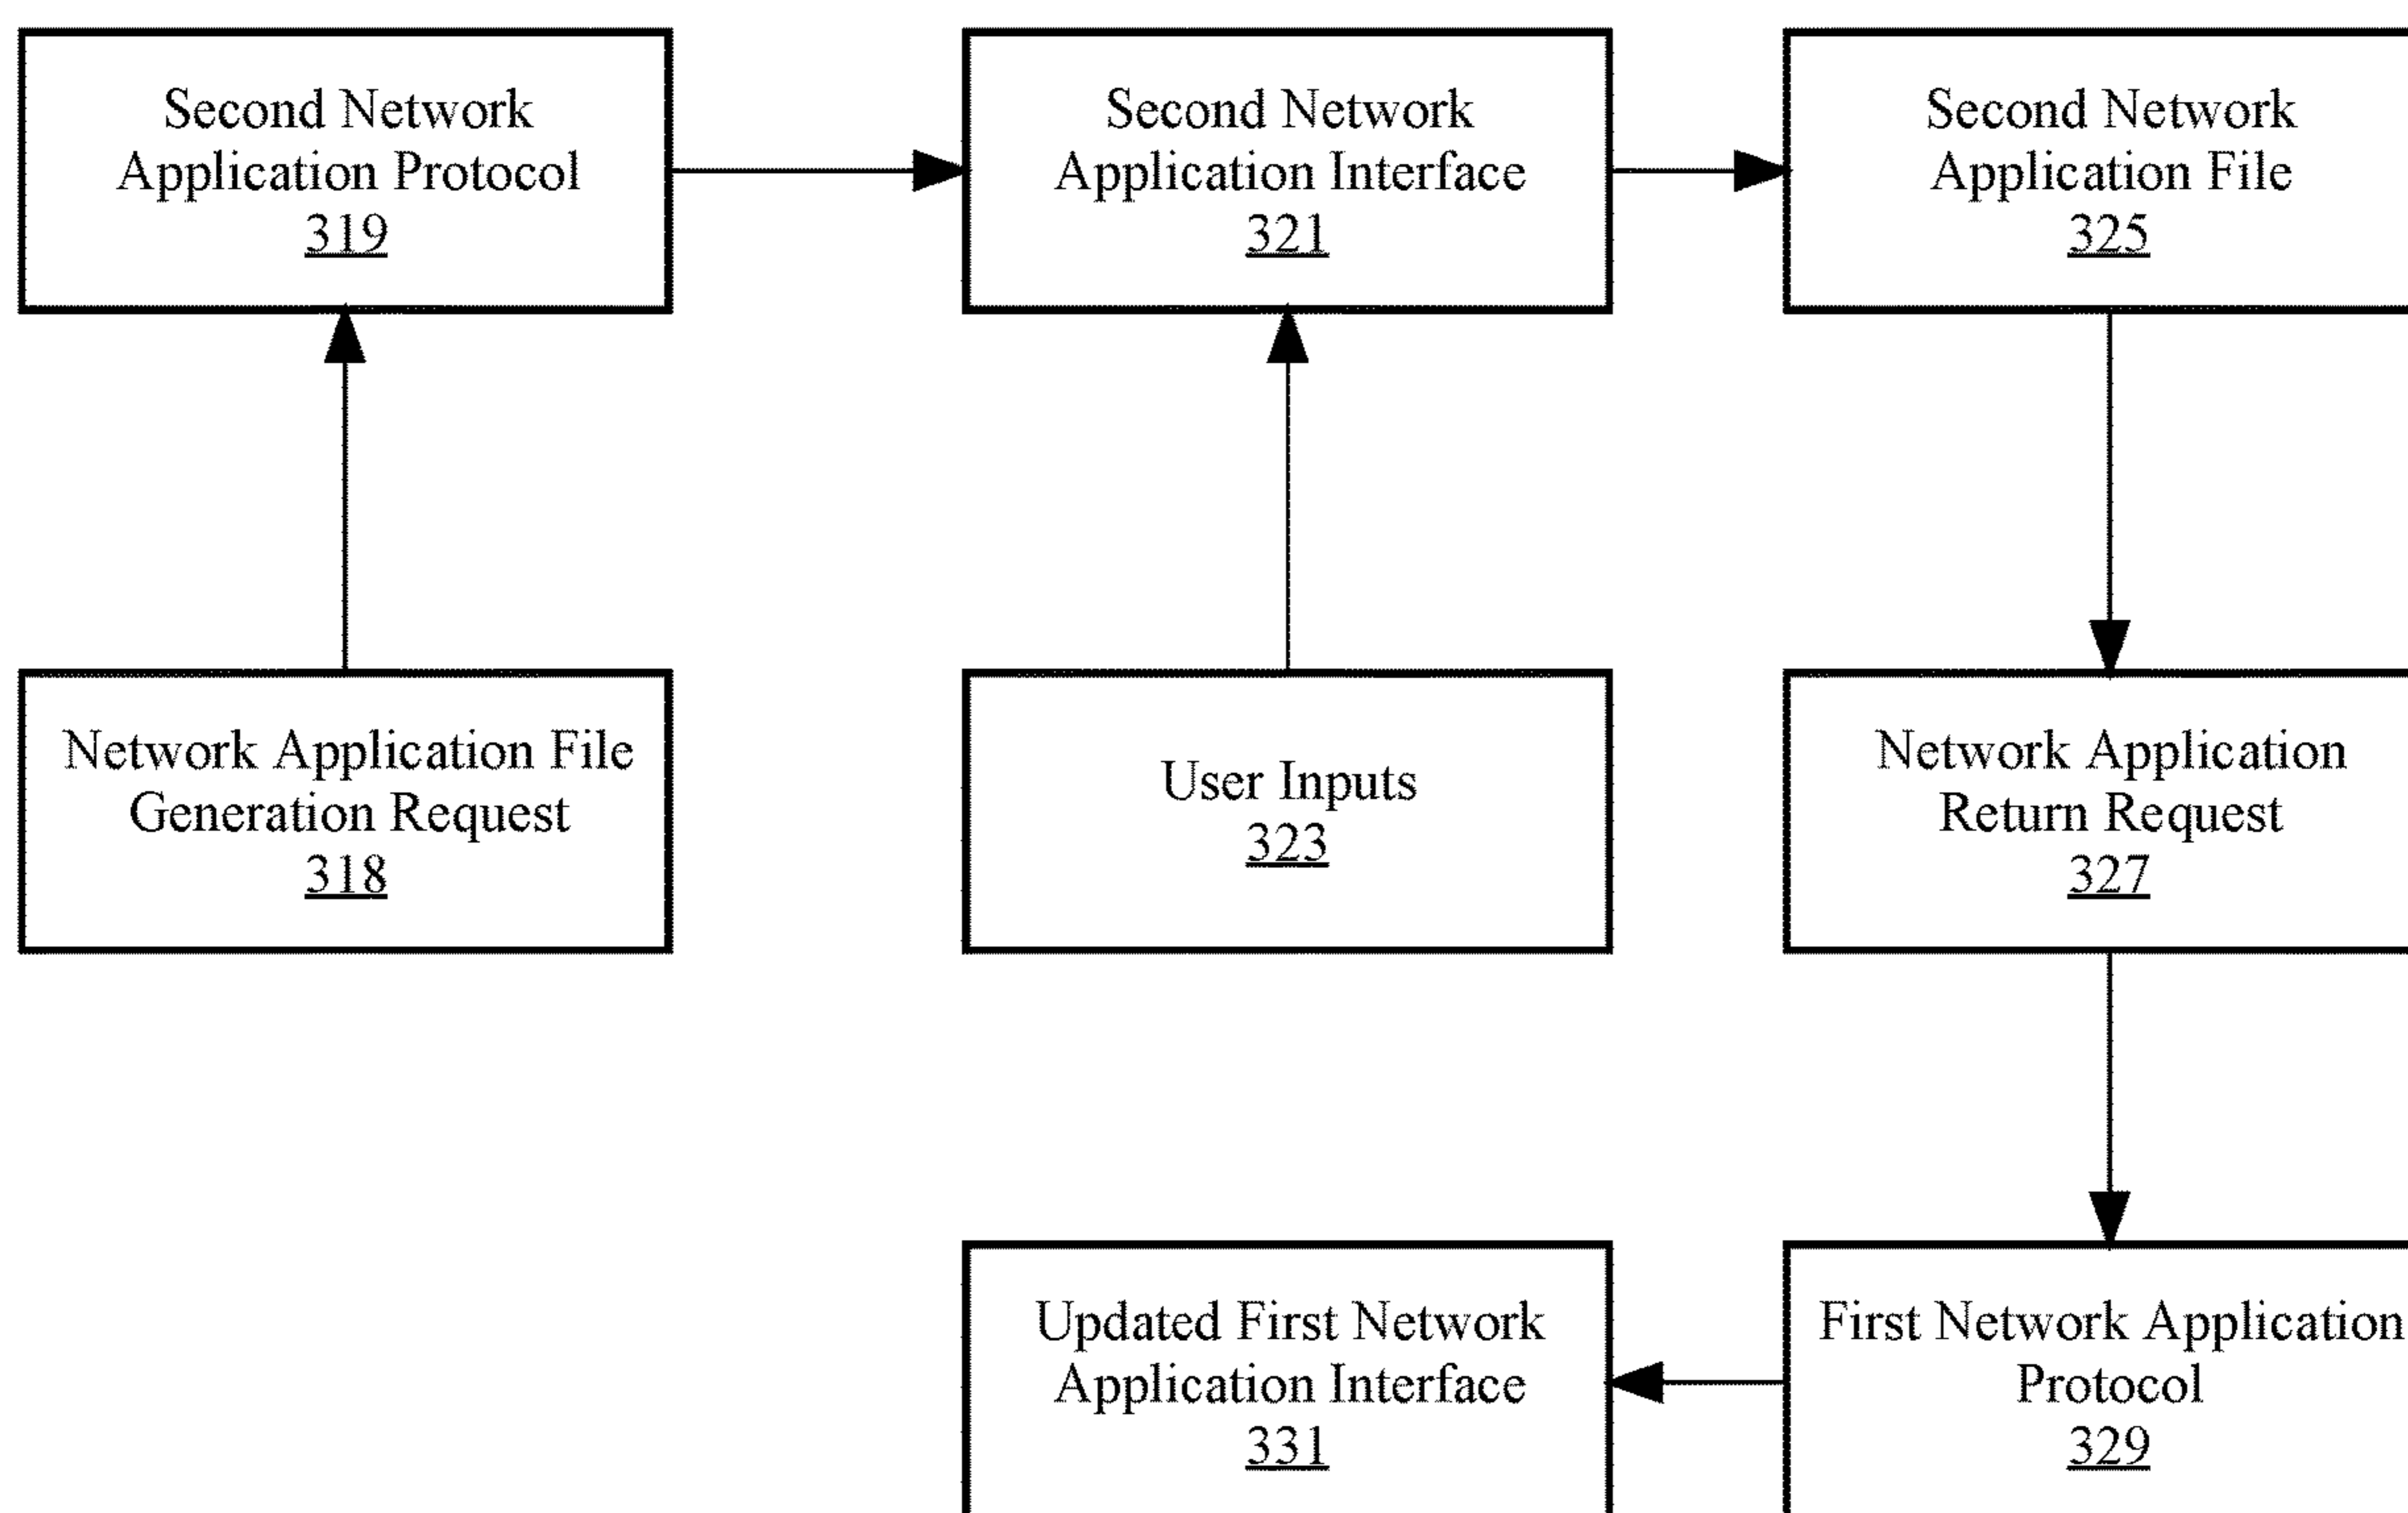 Second Network
Application Protocol
319
Second Network
Application Interface
321
Second Network
Application File
325
Network Application File
Generation Request
318
User Inputs
323
Network Application
Return Request
327
Updated First Network
Application Interface
331
First Network Application
Protocol
329